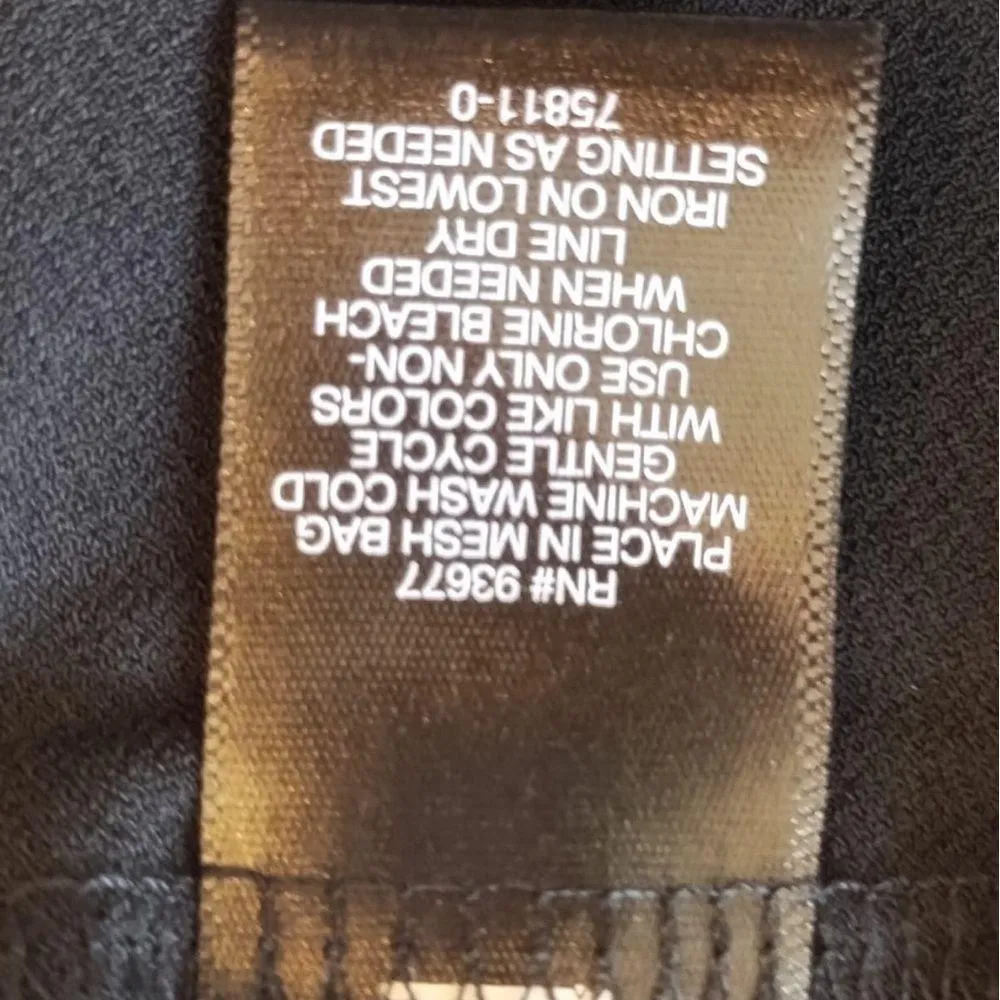 RN# 93677
PLACE IN MESH BAG
MACHINE WASH COLD
GENTLE CYCLE
WITH LIKE COLORS
USE ONLY NON-
CHLORINE BLEACH
WHEN NEEDED
LINE DRY
IRON ON LOWEST
SETTING AS NEEDED
75811-0